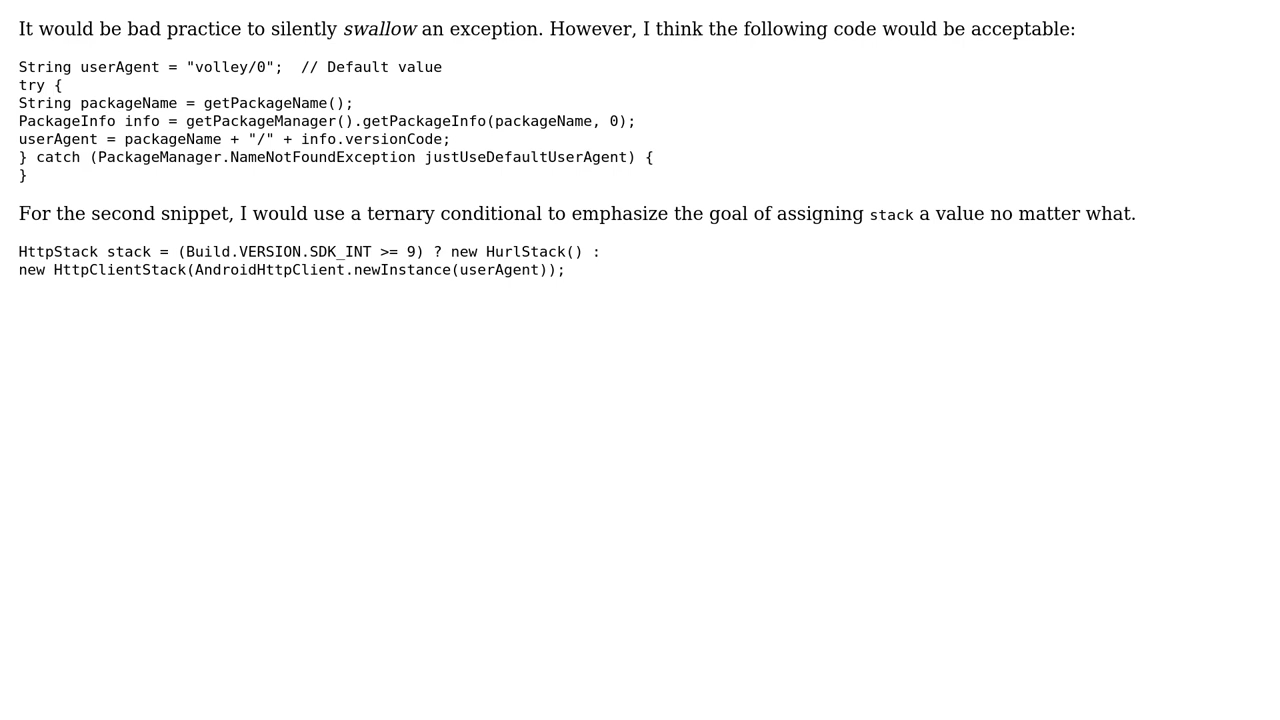 It would be bad practice to silently swallow an exception. However, I think the following code would be acceptable:
String userAgent = "volley/0";  // Default value
try {
String packageName = getPackageName();
PackageInfo info = getPackageManager().getPackageInfo(packageName, 0);
userAgent = packageName + "/" + info.versionCode;
} catch (PackageManager.NameNotFoundException justUseDefaultUserAgent) {
}
For the second snippet, I would use a ternary conditional to emphasize the goal of assigning stack a value no matter what.
HttpStack stack = (Build.VERSION.SDK_INT >= 9) ? new HurlStack() :
new HttpClientStack(AndroidHttpClient.newInstance(userAgent));